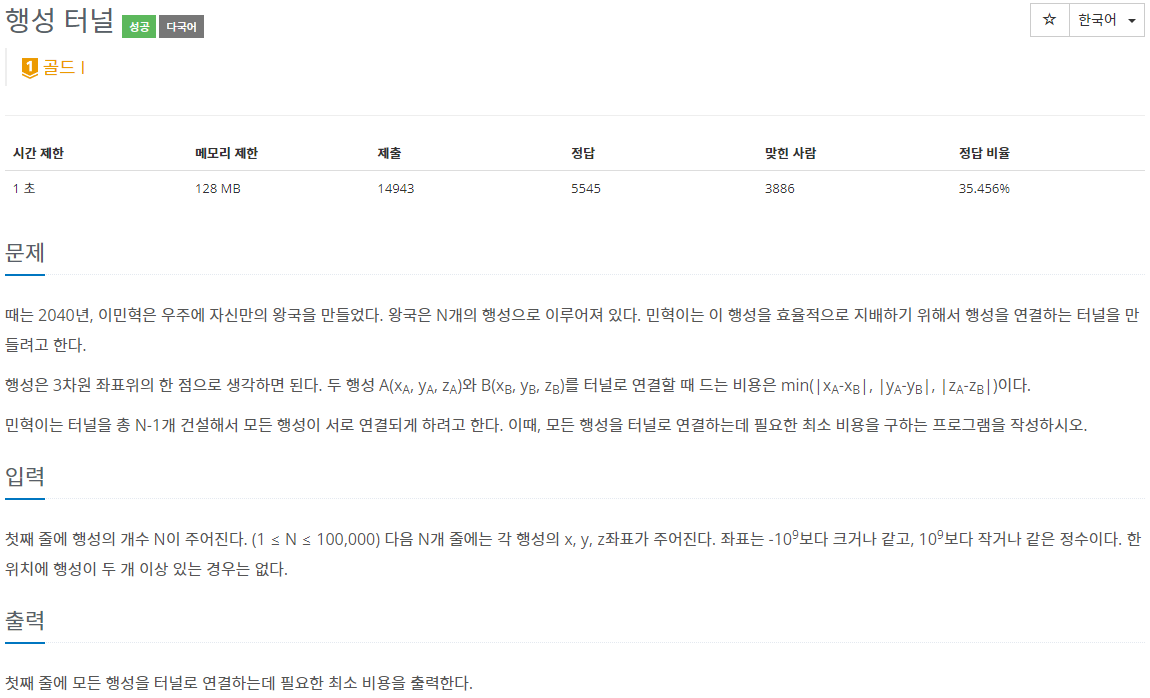 행성 터널 성공 다국어
☆ 한국어
1 골드 I
시간 제한 메모리 제한 제출 정답 맞힌 사람 정답 비율
1 초 128 MB 14943 5545 3886 35.456%
문제
때는 2040년, 이민혁은 우주에 자신만의 왕국을 만들었다. 왕국은 N개의 행성으로 이루어져 있다. 민혁이는 이 행성을 효율적으로 지배하기 위해서 행성을 연결하는 터널을 만
들려고 한다.
행성은 3차원 좌표위의 한 점으로 생각하면 된다. 두 행성 A(xA, yA, zA)와 B(xB, yB, zB)를 터널로 연결할 때 드는 비용은 min(|xA-xB|, |yA-yB|, |zA-zB|)이다.
민혁이는 터널을 총 N-1개 건설해서 모든 행성이 서로 연결되게 하려고 한다. 이때, 모든 행성을 터널로 연결하는데 필요한 최소 비용을 구하는 프로그램을 작성하시오.
입력
첫째 줄에 행성의 개수 N이 주어진다. (1 ≤ N ≤ 100,000) 다음 N개 줄에는 각 행성의 x, y, z좌표가 주어진다. 좌표는 -10⁹보다 크거나 같고, 10⁹보다 작거나 같은 정수이다. 한
위치에 행성이 두 개 이상 있는 경우는 없다.
출력
첫째 줄에 모든 행성을 터널로 연결하는데 필요한 최소 비용을 출력한다.